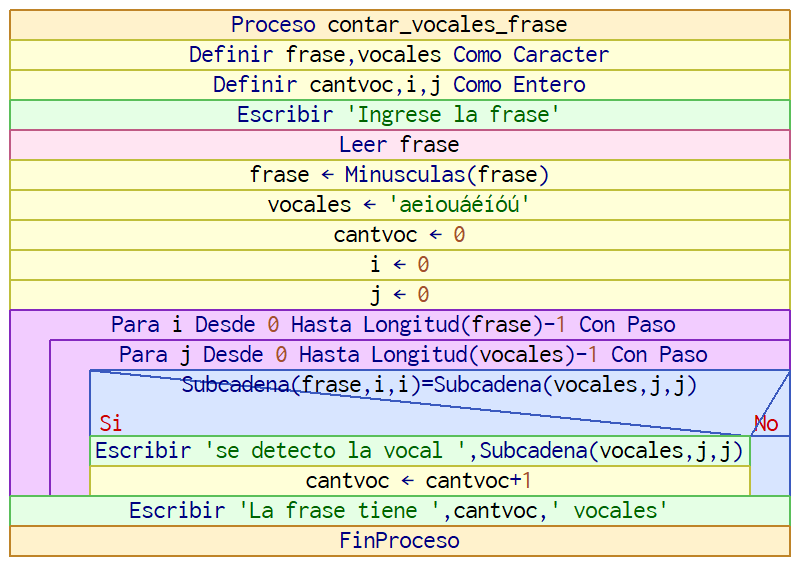 Proceso contar_vocales_frase
Definir frase,vocales Como Caracter
Definir cantvoc,i,j Como Entero
Escribir 'Ingrese la frase'
Leer frase
frase ← Minusculas(frase)
vocales ← 'aeiouáéíóú'
cantvoc ← 0
i ← 0
j ← 0
Para i Desde 0 Hasta Longitud(frase)-1 Con Paso
Para j Desde 0 Hasta Longitud(vocales)-1 Con Paso
Subcadena(frase,i,i)=Subcadena(vocales,j,j)
Si No
Escribir 'se detecto la vocal ',Subcadena(vocales,j,j)
cantvoc ← cantvoc+1
Escribir 'La frase tiene ',cantvoc,' vocales'
FinProceso